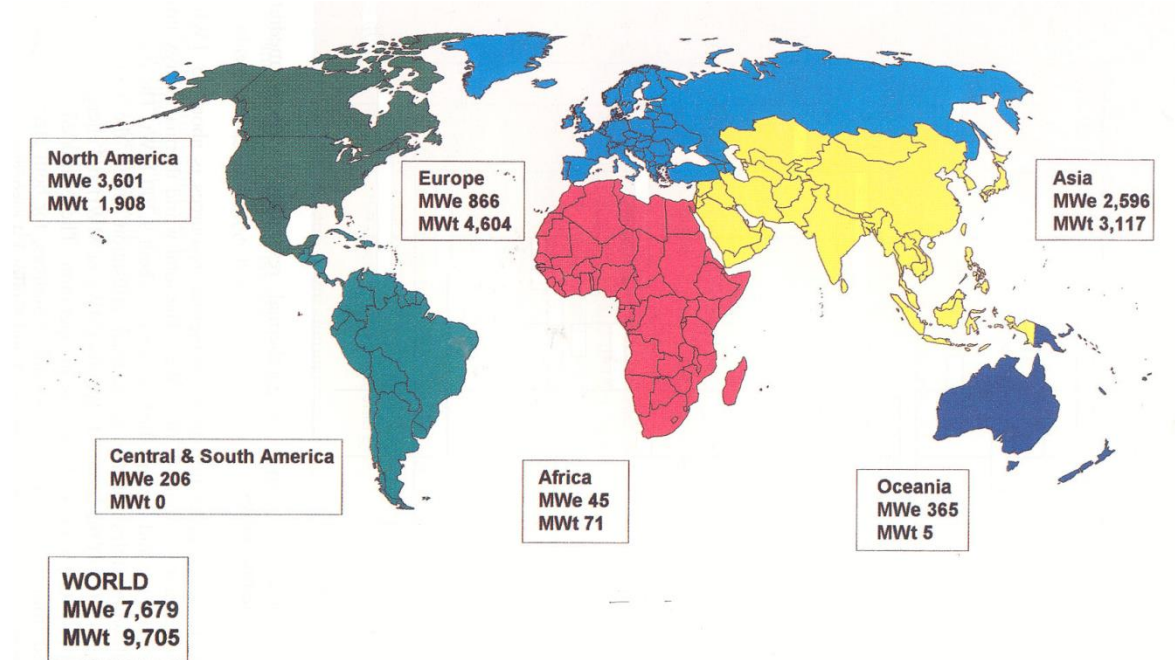 North America
MWe 3,601
MWt 1,908
Europe
MWe 866
MWt 4,604
Asia
MWe 2,596
MWt 3,117
Central & South America
MWe 206
MWt 0
Africa
MWe 45
MWt 71
Oceania
MWe 365
MWt 5
WORLD
MWe 7,679
MWt 9,705